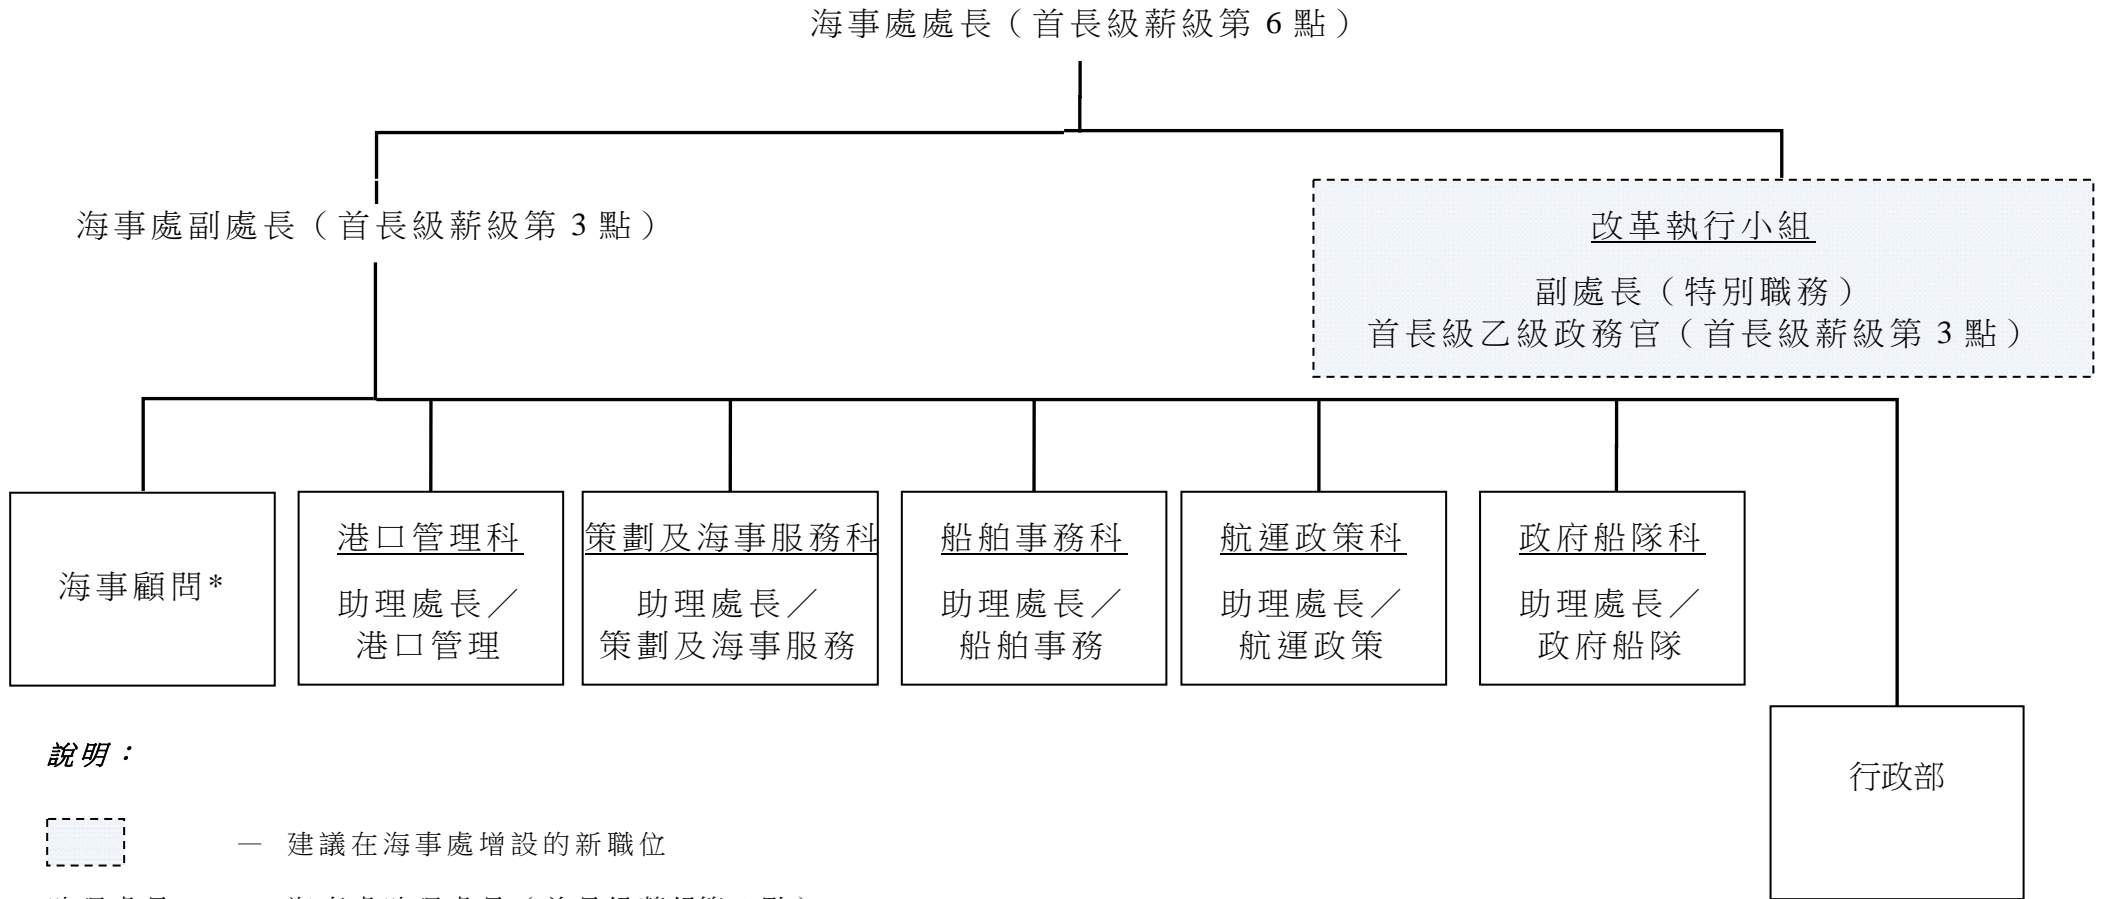 海事處處長（首長級薪級第 6 點）
海事處副處長（首長級薪級第 3 點）
改革執行小組
副處長（特別職務）
首長級乙級政務官（首長級薪級第 3 點）
海事顧問*
港口管理科
助理處長／
港口管理
策劃及海事服務科
助理處長／
策劃及海事服務
船舶事務科
助理處長／
船舶事務
航運政策科
助理處長／
航運政策
政府船隊科
助理處長／
政府船隊
行政部
說明：
— 建議在海事處增設的新職位